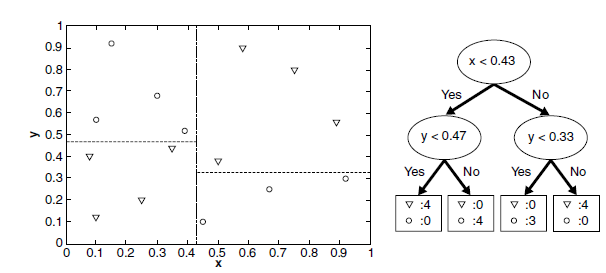 1
0.9
0.8
0.7
0.6
0.5
0.4
0.3
0.2
0.1
0
y
0 0.1 0.2 0.3 0.4 0.5 0.6 0.7 0.8 0.9 1
x
x < 0.43
Yes No
y < 0.47 y < 0.33
Yes No Yes No
▽ :4 ▽ :0 ▽ :0 ▽ :4
○ :0 ○ :4 ○ :3 ○ :0